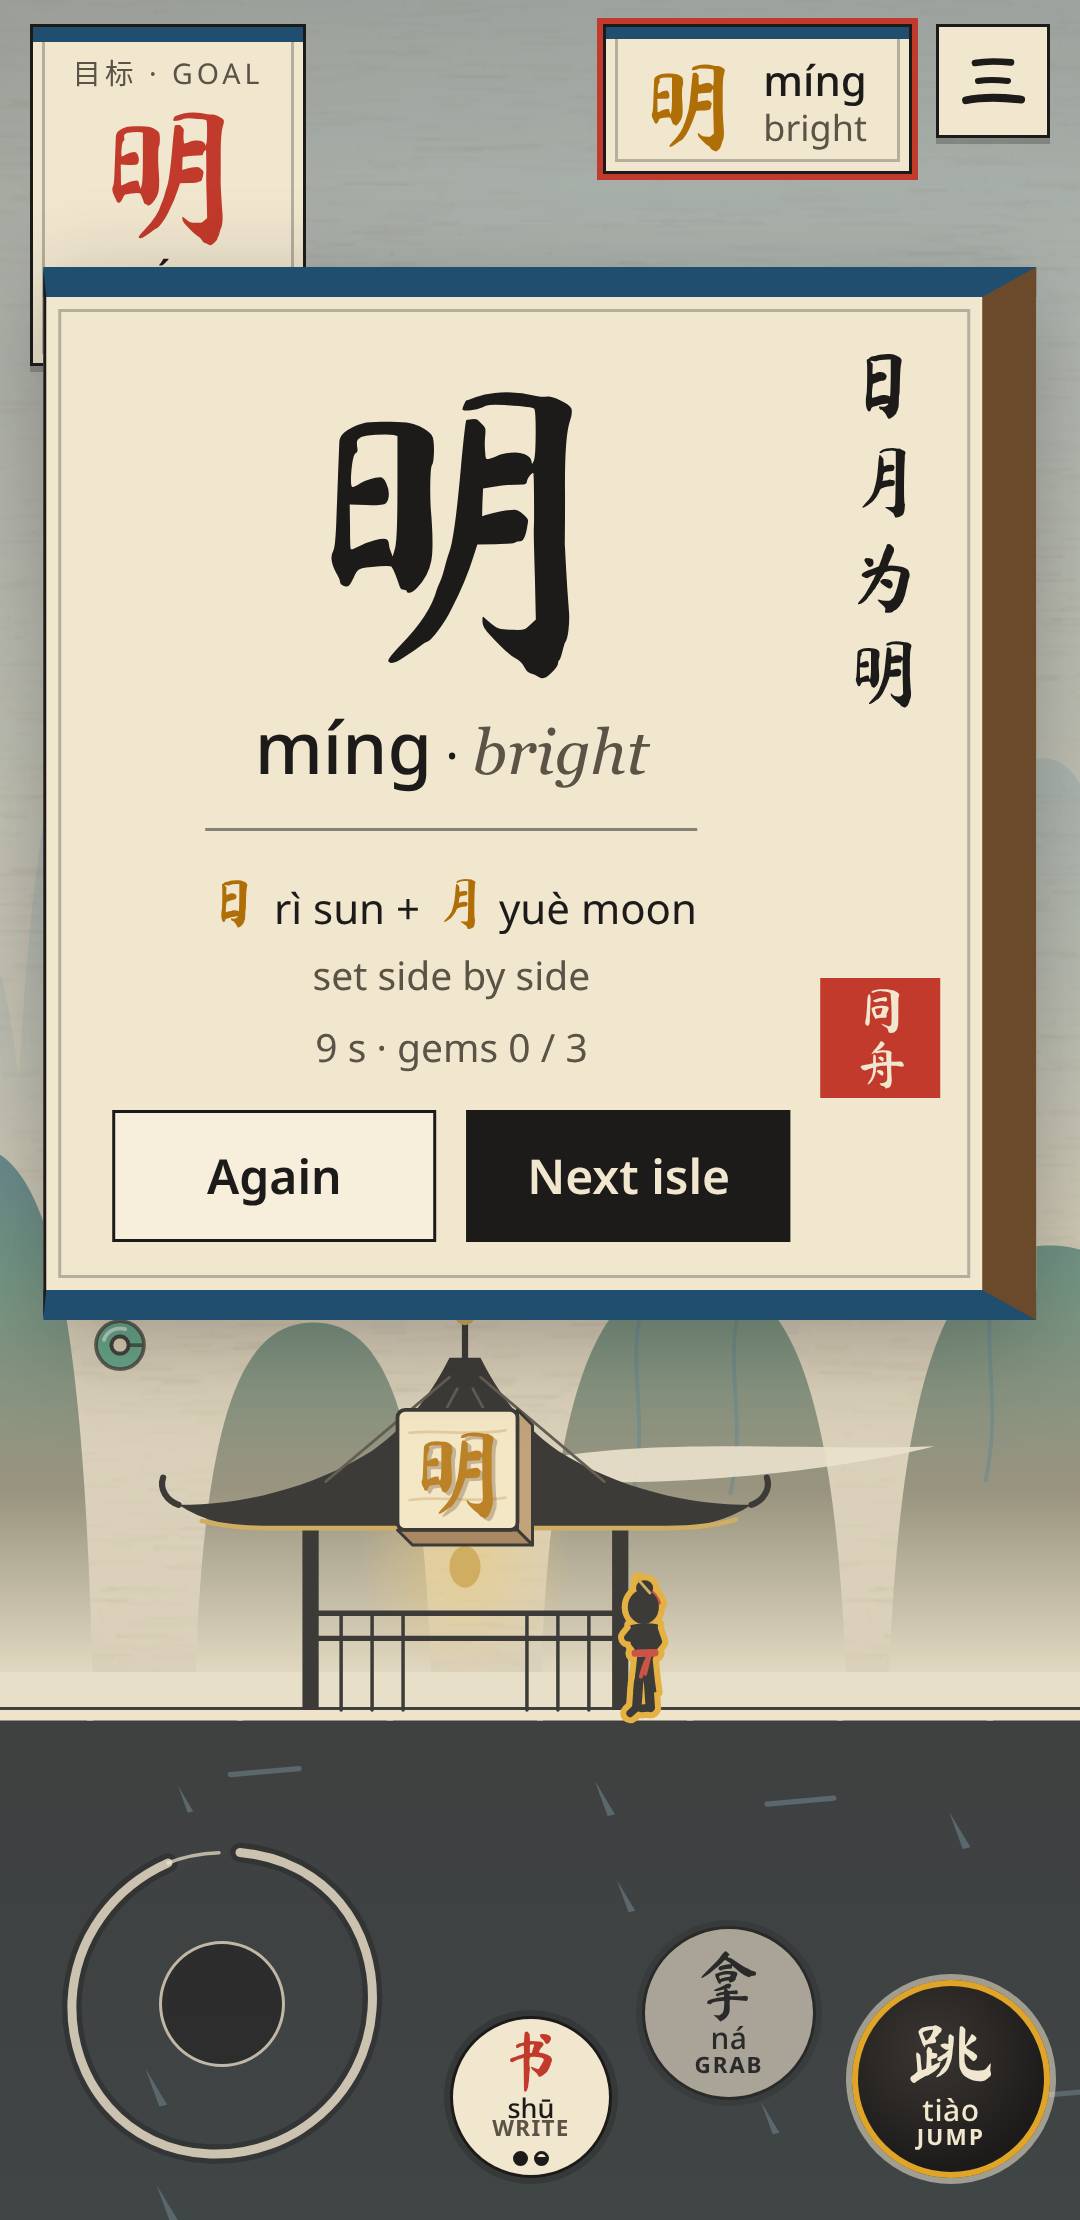 目标 · GOAL
明
明
míng
bright
三
明
日月为明
míng · bright
日 rì sun + 月 yuè moon
set side by side
9 s · gems 0 / 3
同舟
Again
Next isle
明
拿
ná
GRAB
书
shū
WRITE
跳
tiào
JUMP